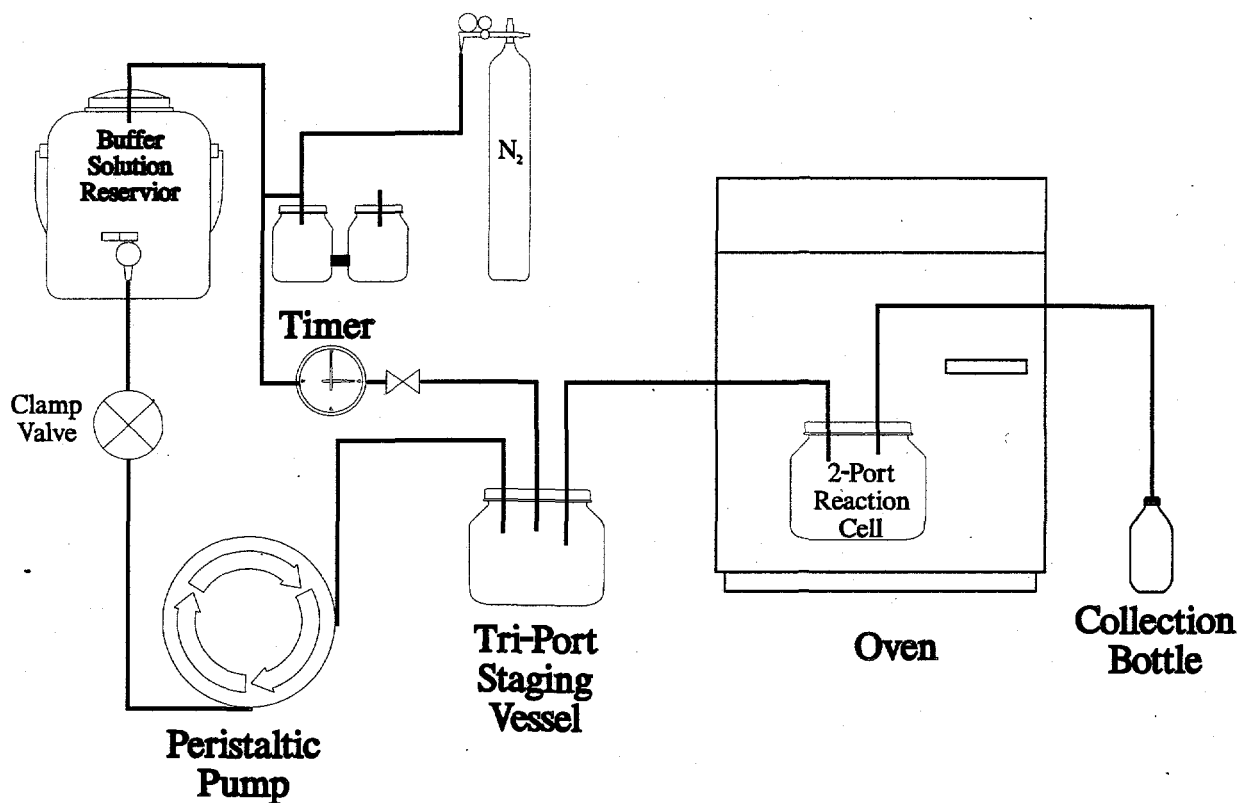 Buffer
Solution
Reservior
N₂
Timer
Clamp
Valve
2-Port
Reaction
Cell
Tri-Port
Staging
Vessel
Oven
Collection
Bottle
Peristaltic
Pump